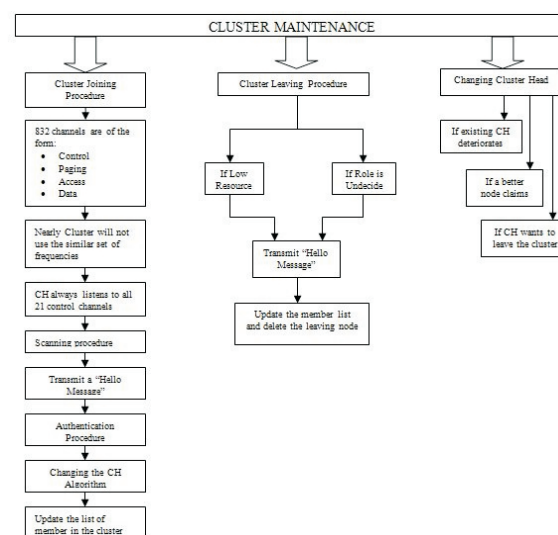 CLUSTER MAINTENANCE
Cluster Joining
Procedure
832 channels are of the
form:
• Control
• Paging
• Access
• Data
Nearly Cluster will not
use the similar set of
frequencies
CH always listens to all
21 control channels
Scanning procedure
Transmit a “Hello
Message”
Authentication
Procedure
Changing the CH
Algorithm
Update the list of
member in the cluster
Cluster Leaving Procedure
If Low
Resource
If Role is
Undecide
Transmit “Hello
Message”
Update the member list
and delete the leaving node
Changing Cluster Head
If existing CH
deteriorates
If a better
node claims
If CH wants to
leave the cluster